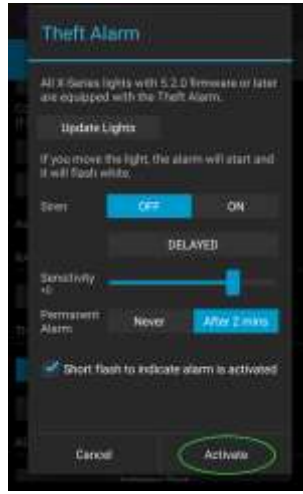 Theft Alarm
All X-Series lights with 5.2.0 firmware or later
are equipped with the Theft Alarm.
Update Lights
If you move the light, the alarm will start and
it will flash white.
Siren OFF ON
DELAYED
Sensitivity
Permanent
Alarm Never After 2 mins
Short flash to indicate alarm is activated
Cancel Activate